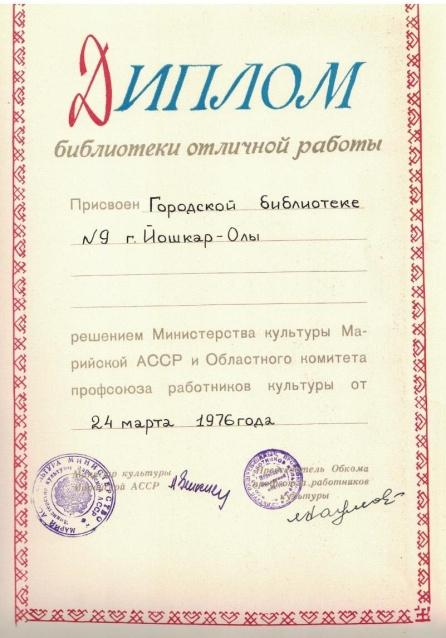 ДИПЛОМ
библиотеки отличной работы
Присвоен Городской библиотеке
№9 г. Йошкар-Олы
решением Министерства культуры Ма-
рийской АССР и Областного комитета
профсоюза работников культуры от
24 марта 1976 года
культуры
АССР
Председатель Обкома
работников
культуры